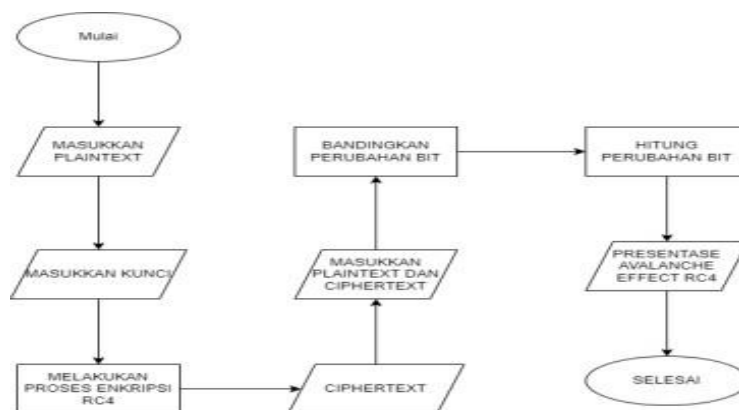 Mulai
MASUKKAN
PLAINTEXT
MASUKKAN KUNCI
MELAKUKAN
PROSES ENKRIPSI
RC4
CIPHERTEXT
MASUKKAN
PLAINTEXT DAN
CIPHERTEXT
BANDINGKAN
PERUBAHAN BIT
HITUNG
PERUBAHAN BIT
PRESENTASE
AVALANCHE
EFFECT RC4
SELESAI